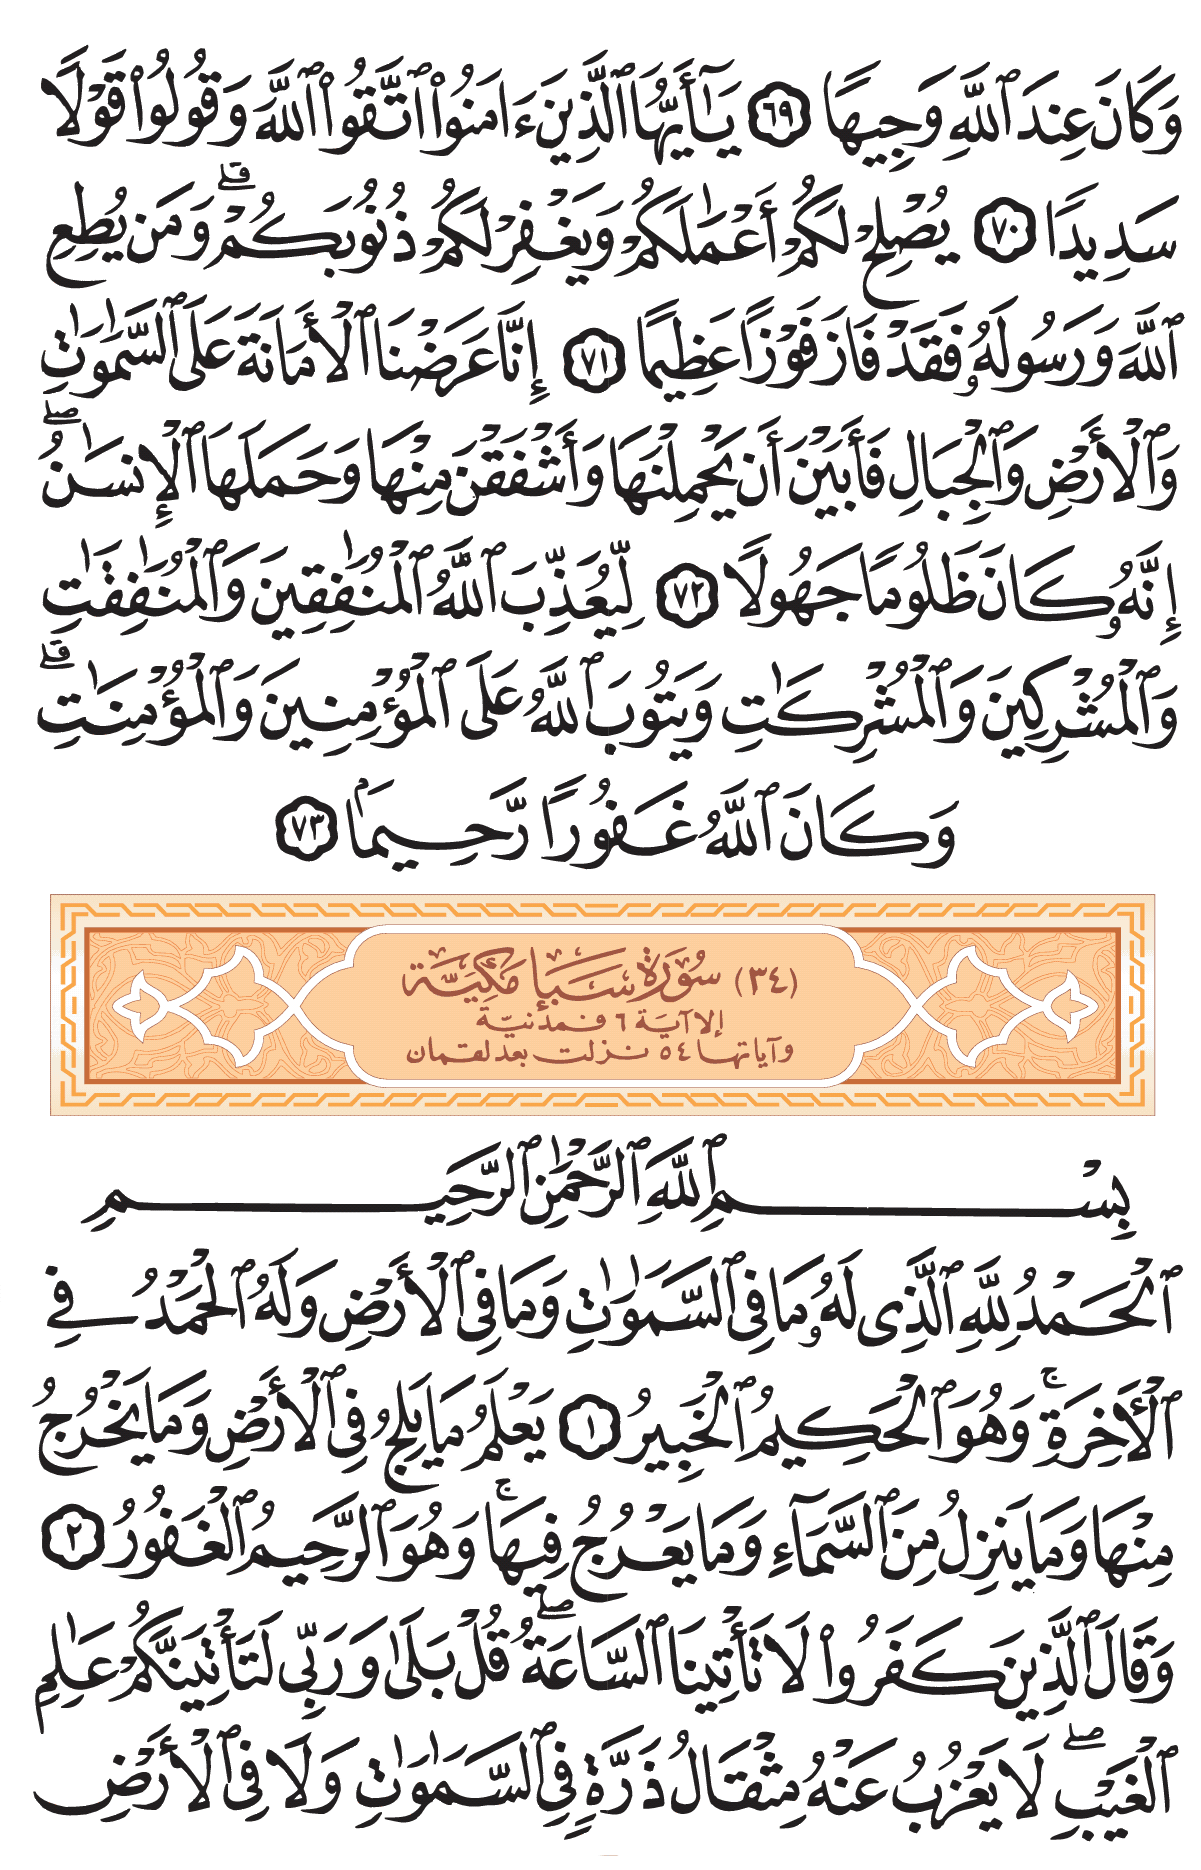 وَكَانَ عِندَ ٱللَّهِ وَجِيهًا ٦٩ يَـٰٓأَيُّهَا ٱلَّذِينَ ءَامَنُوا۟ ٱتَّقُوا۟ ٱللَّهَ وَقُولُوا۟ قَوْلًا
سَدِيدًا ٧٠ يُصْلِحْ لَكُمْ أَعْمَـٰلَكُمْ وَيَغْفِرْ لَكُمْ ذُنُوبَكُمْ ۗ وَمَن يُطِعِ
ٱللَّهَ وَرَسُولَهُۥ فَقَدْ فَازَ فَوْزًا عَظِيمًا ٧١ إِنَّا عَرَضْنَا ٱلْأَمَانَةَ عَلَى ٱلسَّمَـٰوَٰتِ
وَٱلْأَرْضِ وَٱلْجِبَالِ فَأَبَيْنَ أَن يَحْمِلْنَهَا وَأَشْفَقْنَ مِنْهَا وَحَمَلَهَا ٱلْإِنسَـٰنُ ۖ
إِنَّهُۥ كَانَ ظَلُومًا جَهُولًا ٧٢ لِّيُعَذِّبَ ٱللَّهُ ٱلْمُنَـٰفِقِينَ وَٱلْمُنَـٰفِقَـٰتِ
وَٱلْمُشْرِكِينَ وَٱلْمُشْرِكَـٰتِ وَيَتُوبَ ٱللَّهُ عَلَى ٱلْمُؤْمِنِينَ وَٱلْمُؤْمِنَـٰتِ ۗ
وَكَانَ ٱللَّهُ غَفُورًا رَّحِيمًۢا ٧٣
(٣٤) سُورَةُ سَبَإٍ مَكِّيَّة
إلا آية ٦ فمدنيّة
وآياتها ٥٤ نزلت بعد لقمان
بِسْمِ ٱللَّهِ ٱلرَّحْمَـٰنِ ٱلرَّحِيمِ
ٱلْحَمْدُ لِلَّهِ ٱلَّذِى لَهُۥ مَا فِى ٱلسَّمَـٰوَٰتِ وَمَا فِى ٱلْأَرْضِ وَلَهُ ٱلْحَمْدُ فِى
ٱلْـَٔاخِرَةِ ۚ وَهُوَ ٱلْحَكِيمُ ٱلْخَبِيرُ ١ يَعْلَمُ مَا يَلِجُ فِى ٱلْأَرْضِ وَمَا يَخْرُجُ
مِنْهَا وَمَا يَنزِلُ مِنَ ٱلسَّمَآءِ وَمَا يَعْرُجُ فِيهَا ۚ وَهُوَ ٱلرَّحِيمُ ٱلْغَفُورُ ٢
وَقَالَ ٱلَّذِينَ كَفَرُوا۟ لَا تَأْتِينَا ٱلسَّاعَةُ ۖ قُلْ بَلَىٰ وَرَبِّى لَتَأْتِيَنَّكُمْ عَـٰلِمِ
ٱلْغَيْبِ ۖ لَا يَعْزُبُ عَنْهُ مِثْقَالُ ذَرَّةٍ فِى ٱلسَّمَـٰوَٰتِ وَلَا فِى ٱلْأَرْضِ